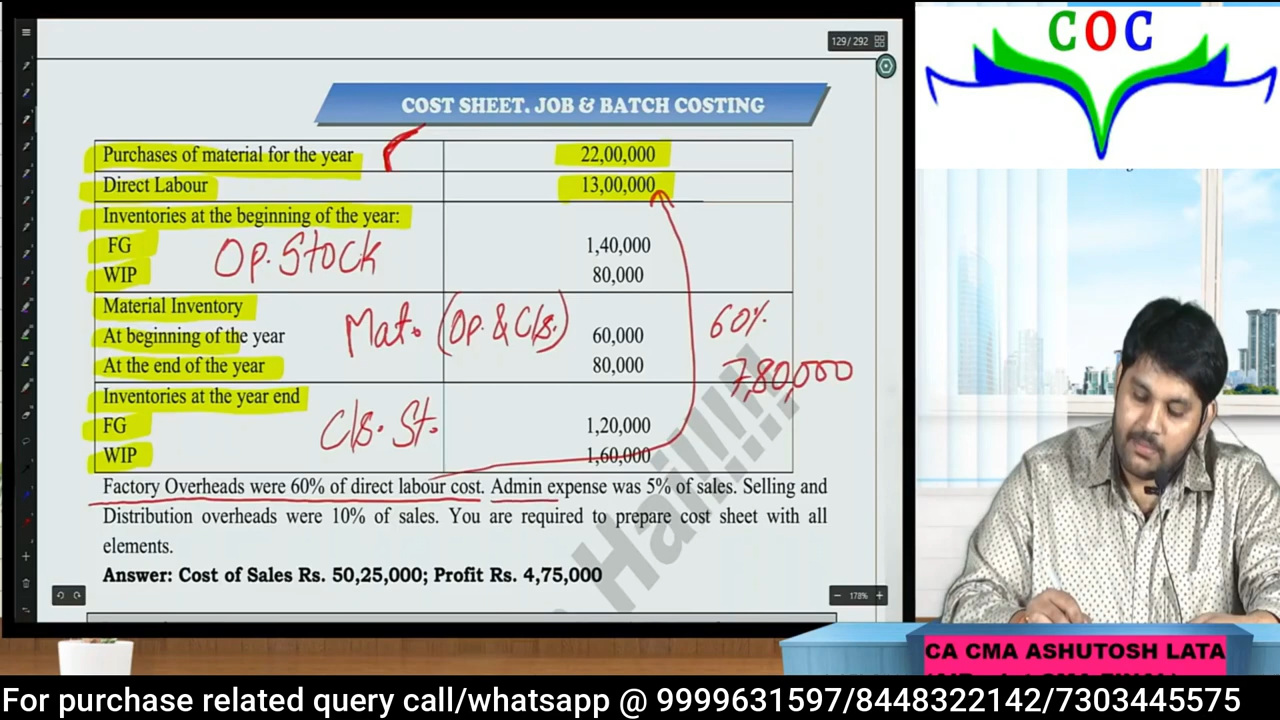 129/ 292
COC
COST SHEET. JOB & BATCH COSTING
Purchases of material for the year 22,00,000
Direct Labour 13,00,000
Inventories at the beginning of the year:
FG Op. Stock 1,40,000
WIP 80,000
Material Inventory
At beginning of the year Mat. (Op. & Cls.) 60,000 60%
At the end of the year 80,000 7,80,000
Inventories at the year end
FG Cls. St. 1,20,000
WIP 1,60,000
Factory Overheads were 60% of direct labour cost. Admin expense was 5% of sales. Selling and
Distribution overheads were 10% of sales. You are required to prepare cost sheet with all
elements.
Answer: Cost of Sales Rs. 50,25,000; Profit Rs. 4,75,000
Hai!!!!
178%
CA CMA ASHUTOSH LATA
For purchase related query call/whatsapp @ 9999631597/8448322142/7303445575